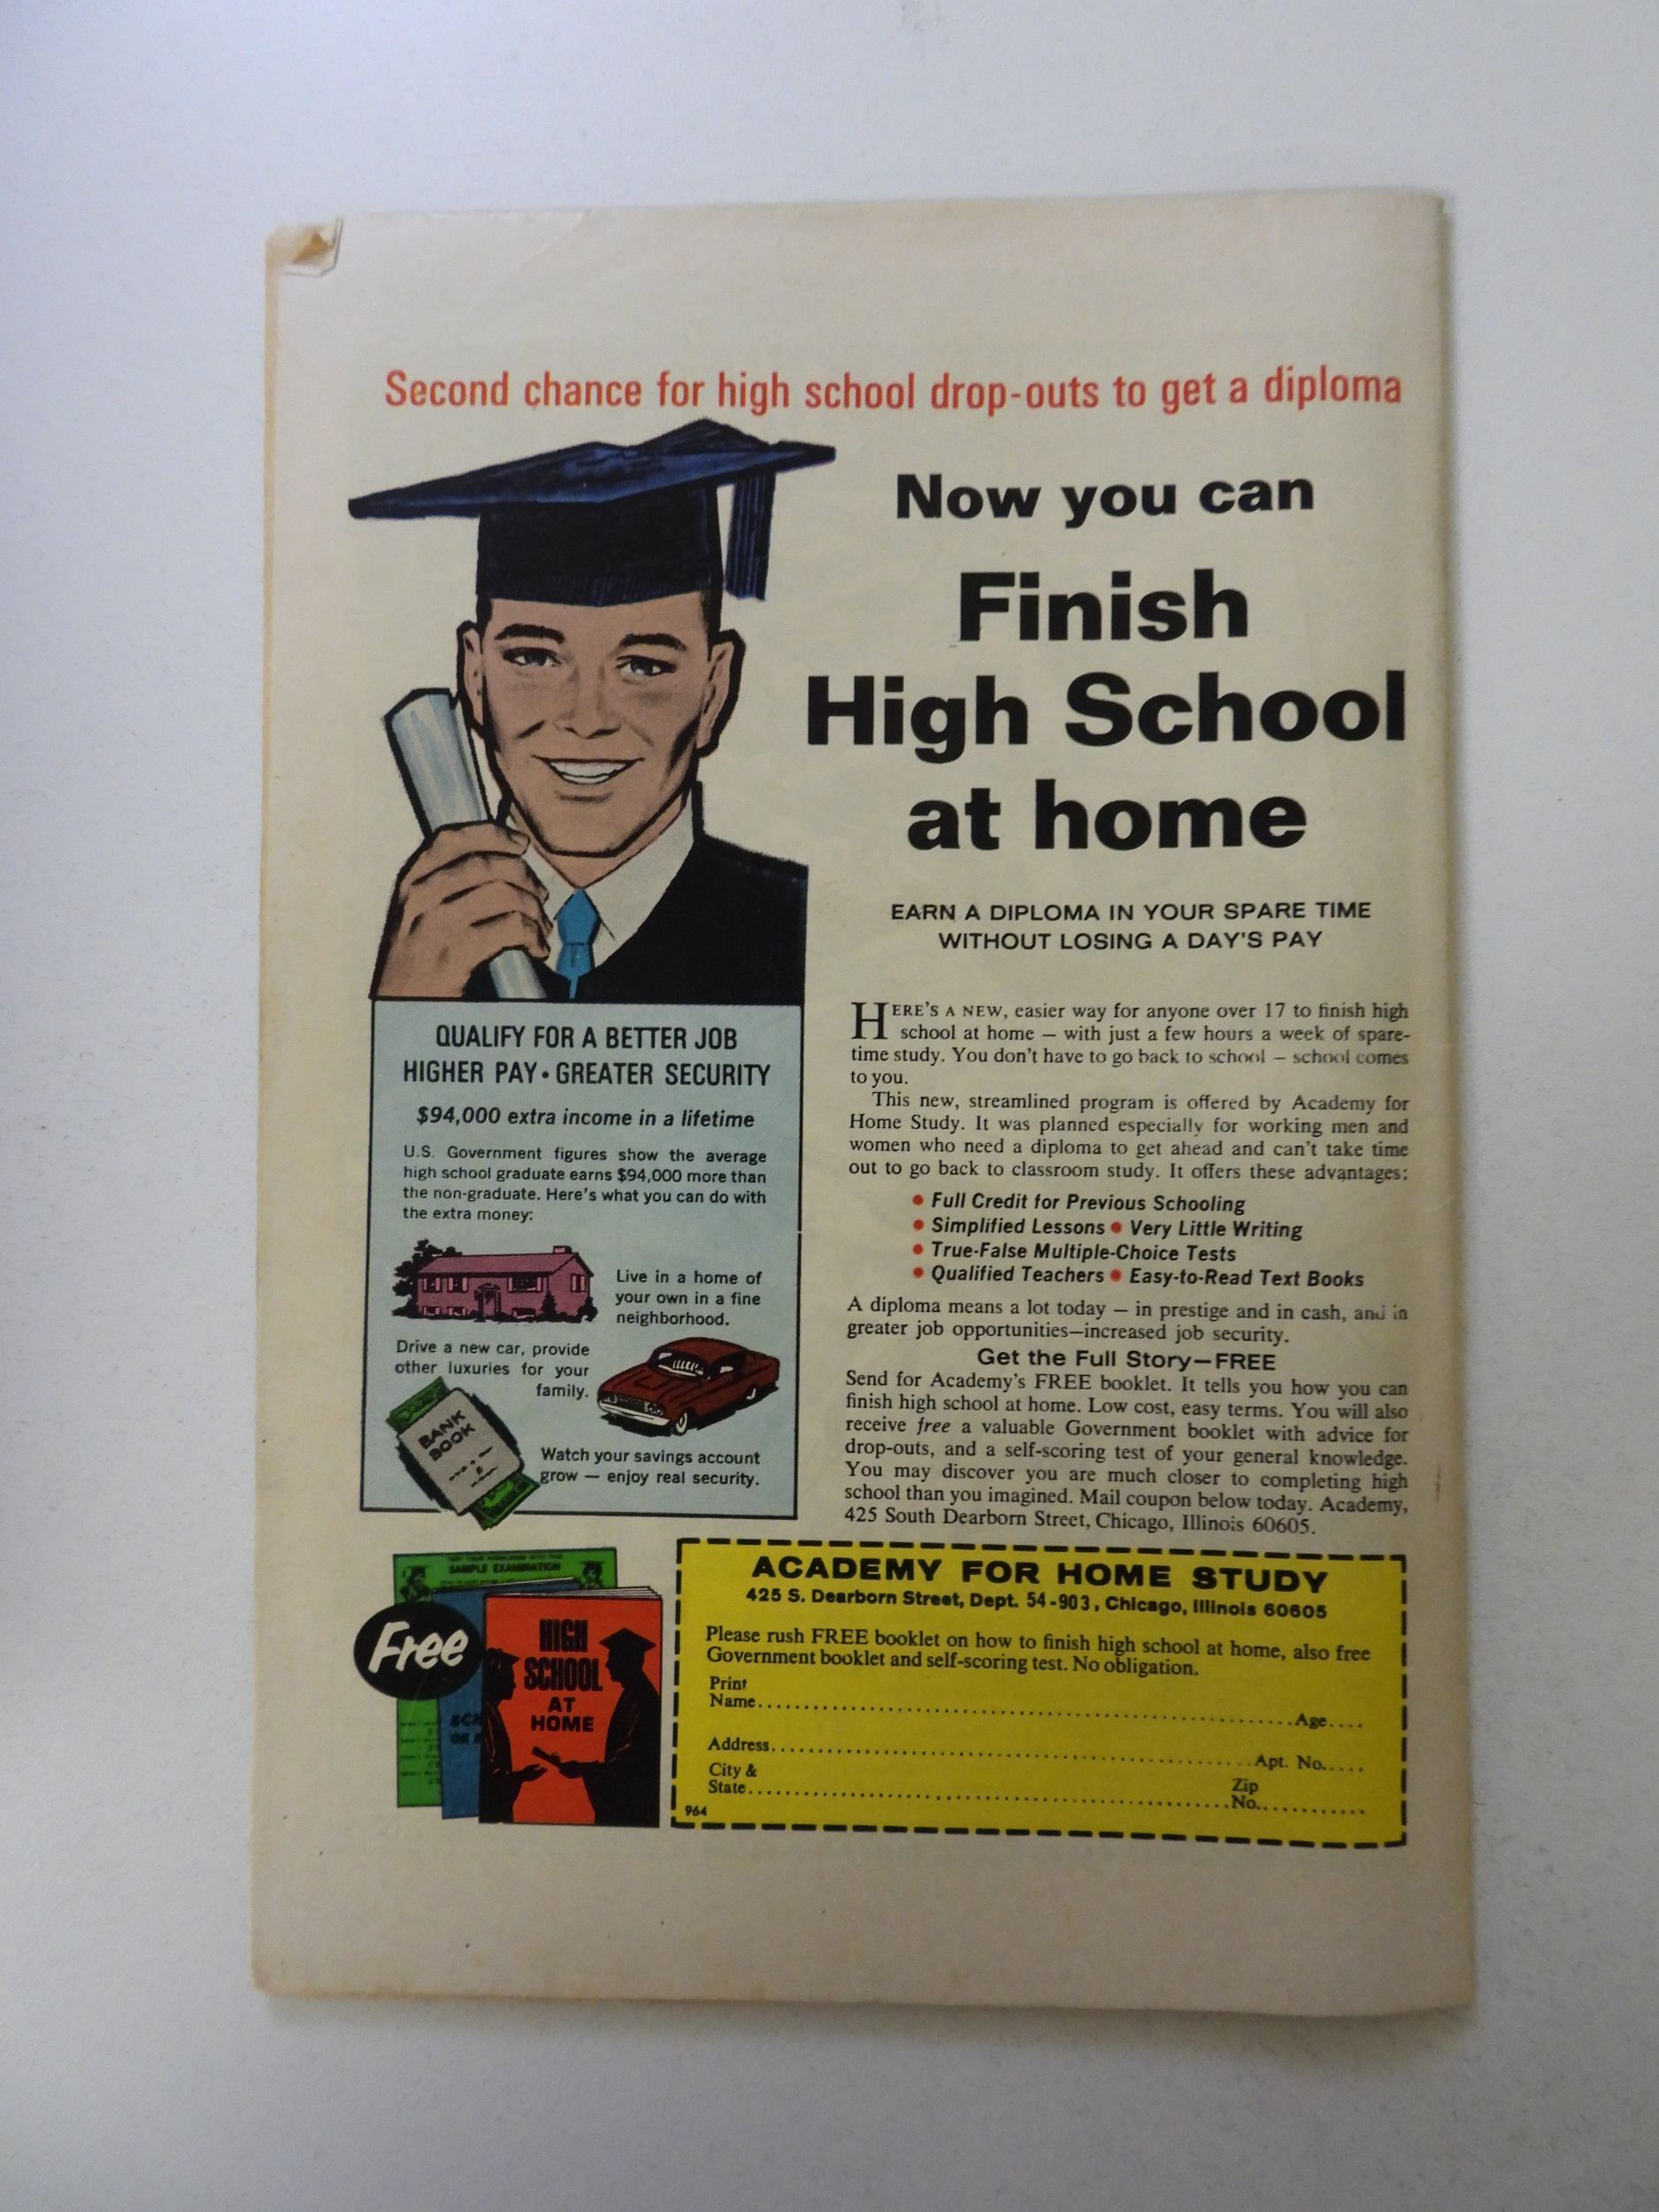 Second chance for high school drop-outs to get a diploma
Now you can
Finish
High School
at home
EARN A DIPLOMA IN YOUR SPARE TIME
WITHOUT LOSING A DAY'S PAY
QUALIFY FOR A BETTER JOB
HIGHER PAY • GREATER SECURITY
$94,000 extra income in a lifetime
U.S. Government figures show the average
high school graduate earns $94,000 more than
the non-graduate. Here's what you can do with
the extra money:
Live in a home of
your own in a fine
neighborhood.
Drive a new car, provide
other luxuries for your
family.
BANK
BOOK
Watch your savings account
grow — enjoy real security.
HERE'S A NEW, easier way for anyone over 17 to finish high
school at home — with just a few hours a week of spare-
time study. You don't have to go back to school — school comes
to you.
This new, streamlined program is offered by Academy for
Home Study. It was planned especially for working men and
women who need a diploma to get ahead and can't take time
out to go back to classroom study. It offers these advantages:
• Full Credit for Previous Schooling
• Simplified Lessons • Very Little Writing
• True-False Multiple-Choice Tests
• Qualified Teachers • Easy-to-Read Text Books
A diploma means a lot today — in prestige and in cash, and in
greater job opportunities—increased job security.
Get the Full Story—FREE
Send for Academy's FREE booklet. It tells you how you can
finish high school at home. Low cost, easy terms. You will also
receive free a valuable Government booklet with advice for
drop-outs, and a self-scoring test of your general knowledge.
You may discover you are much closer to completing high
school than you imagined. Mail coupon below today. Academy,
425 South Dearborn Street, Chicago, Illinois 60605.
SAMPLE EXAMINATION
Free
HIGH
SCHOOL
AT
HOME
ACADEMY FOR HOME STUDY
425 S. Dearborn Street, Dept. 54-903, Chicago, Illinois 60605
Please rush FREE booklet on how to finish high school at home, also free
Government booklet and self-scoring test. No obligation.
Print
Name.......... Age....
Address.......... Apt. No.....
City & Zip
State.......... No............
964